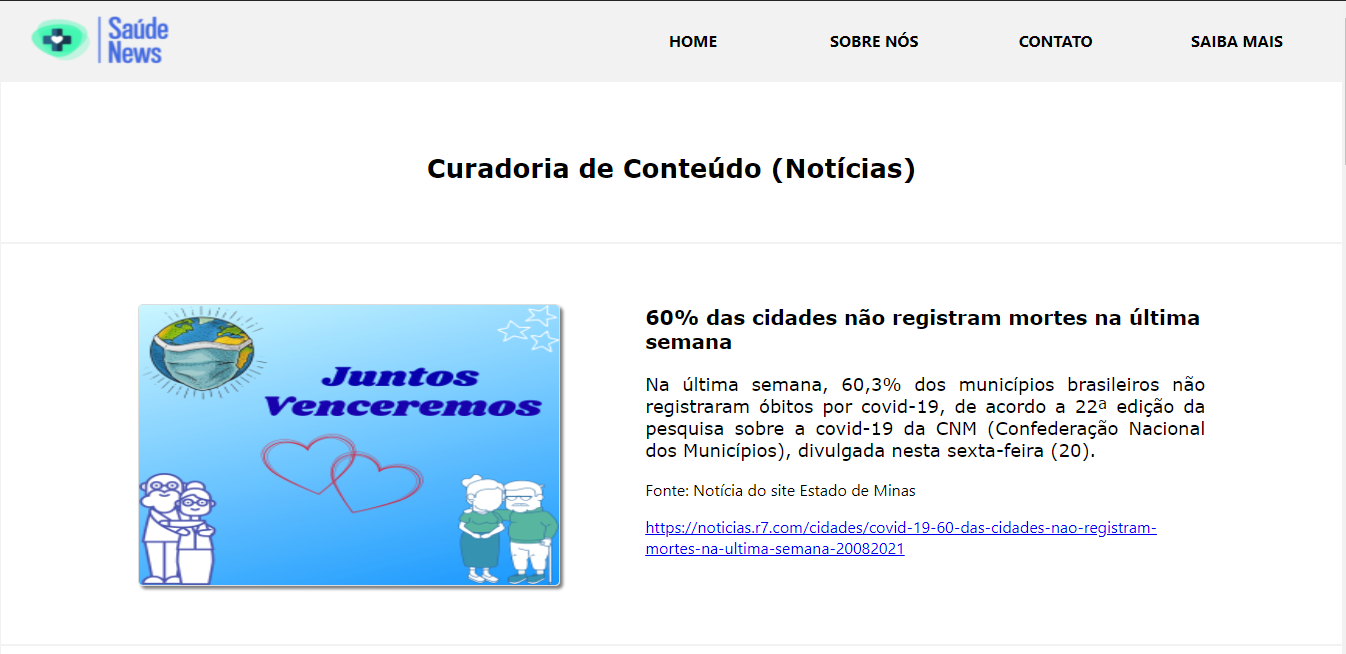 Saúde
News
HOME
SOBRE NÓS
CONTATO
SAIBA MAIS
Curadoria de Conteúdo (Notícias)
Juntos
Venceremos
60% das cidades não registram mortes na última
semana
Na última semana, 60,3% dos municípios brasileiros não
registraram óbitos por covid-19, de acordo a 22ª edição da
pesquisa sobre a covid-19 da CNM (Confederação Nacional
dos Municípios), divulgada nesta sexta-feira (20).
Fonte: Notícia do site Estado de Minas
https://noticias.r7.com/cidades/covid-19-60-das-cidades-nao-registram-
mortes-na-ultima-semana-20082021